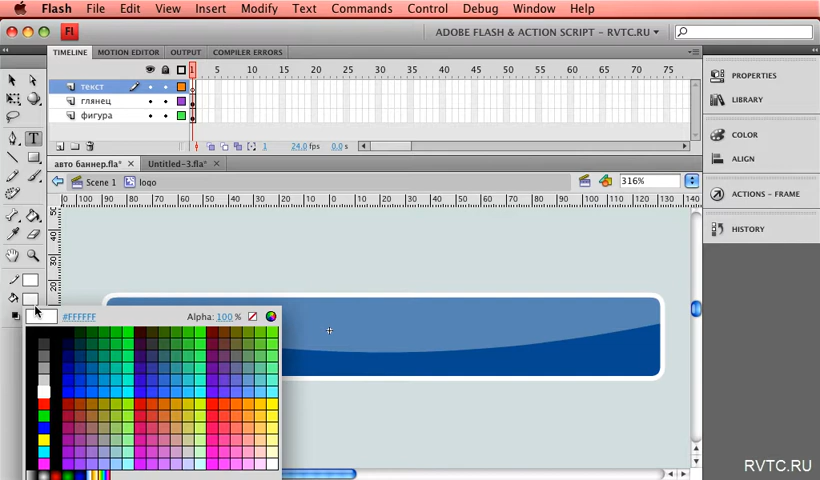 Flash File Edit View Insert Modify Text Commands Control Debug Window Help
Fl ADOBE FLASH & ACTION SCRIPT - RVTC.RU
TIMELINE MOTION EDITOR OUTPUT COMPILER ERRORS
1 5 10 15 20 25 30 35 40 45 50 55 60 65 70 75
текст
глянец
фигура
1 24.0 fps 0.0 s
авто баннер.fla* Untitled-3.fla*
Scene 1 logo 316%
100 90 80 70 60 50 40 30 20 10 0 10 20 30 40 50 60 70 80 90 100 110 120 130 140
#FFFFFF Alpha: 100 %
PROPERTIES
LIBRARY
COLOR
ALIGN
ACTIONS - FRAME
HISTORY
RVTC.RU